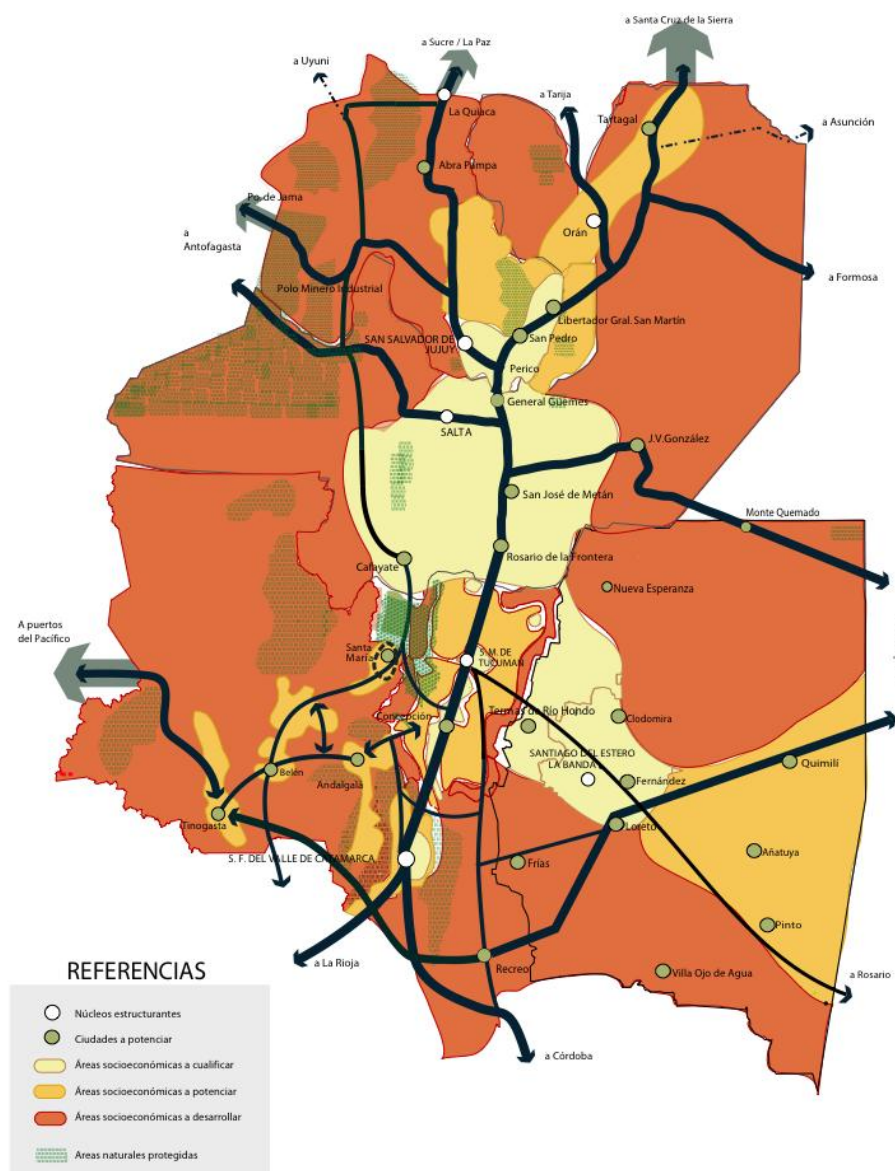 a Santa Cruz de la Sierra
a Sucre / La Paz
a Uyuni
a Tarija
La Quiaca
Tartagal
a Asunción
Abra Pampa
Po. de Jama
Orán
a
Antofagasta
a Formosa
Polo Minero Industrial
Libertador Gral. San Martín
SAN SALVADOR DE
JUJUY
San Pedro
Perico
General Güemes
SALTA
J.V.González
San José de Metán
Monte Quemado
Rosario de la Frontera
Cafayate
Nueva Esperanza
A puertos
del Pacífico
Santa
María
S. M. DE
TUCUMAN
Concepción
Termas de Río Hondo
Clodomira
SANTIAGO DEL ESTERO
LA BANDA
Quimilí
Belén
Andalgalá
Fernández
Tinogasta
Loreto
S. F. DEL VALLE DE CATAMARCA
Frías
Añatuya
Pinto
a La Rioja
Recreo
Villa Ojo de Agua
a Rosario
a Córdoba
REFERENCIAS
Núcleos estructurantes
Ciudades a potenciar
Áreas socioeconómicas a cualificar
Áreas socioeconómicas a potenciar
Áreas socioeconómicas a desarrollar
Areas naturales protegidas